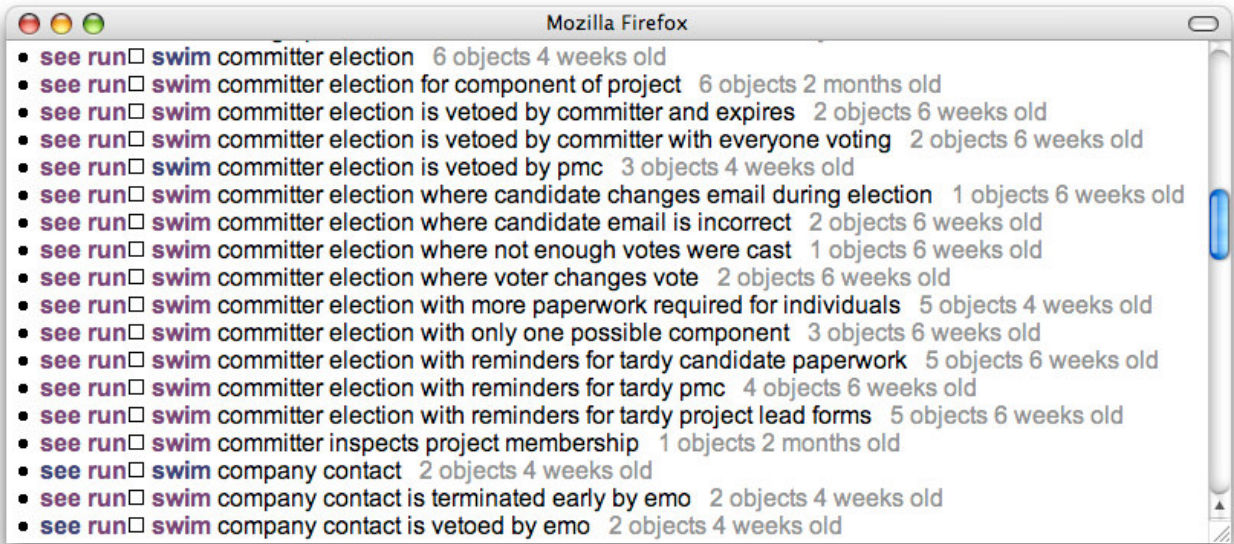 Mozilla Firefox
• see run□ swim committer election 6 objects 4 weeks old
• see run□ swim committer election for component of project 6 objects 2 months old
• see run□ swim committer election is vetoed by committer and expires 2 objects 6 weeks old
• see run□ swim committer election is vetoed by committer with everyone voting 2 objects 6 weeks old
• see run□ swim committer election is vetoed by pmc 3 objects 4 weeks old
• see run□ swim committer election where candidate changes email during election 1 objects 6 weeks old
• see run□ swim committer election where candidate email is incorrect 2 objects 6 weeks old
• see run□ swim committer election where not enough votes were cast 1 objects 6 weeks old
• see run□ swim committer election where voter changes vote 2 objects 6 weeks old
• see run□ swim committer election with more paperwork required for individuals 5 objects 4 weeks old
• see run□ swim committer election with only one possible component 3 objects 6 weeks old
• see run□ swim committer election with reminders for tardy candidate paperwork 5 objects 6 weeks old
• see run□ swim committer election with reminders for tardy pmc 4 objects 6 weeks old
• see run□ swim committer election with reminders for tardy project lead forms 5 objects 6 weeks old
• see run□ swim committer inspects project membership 1 objects 2 months old
• see run□ swim company contact 2 objects 4 weeks old
• see run□ swim company contact is terminated early by emo 2 objects 4 weeks old
• see run□ swim company contact is vetoed by emo 2 objects 4 weeks old